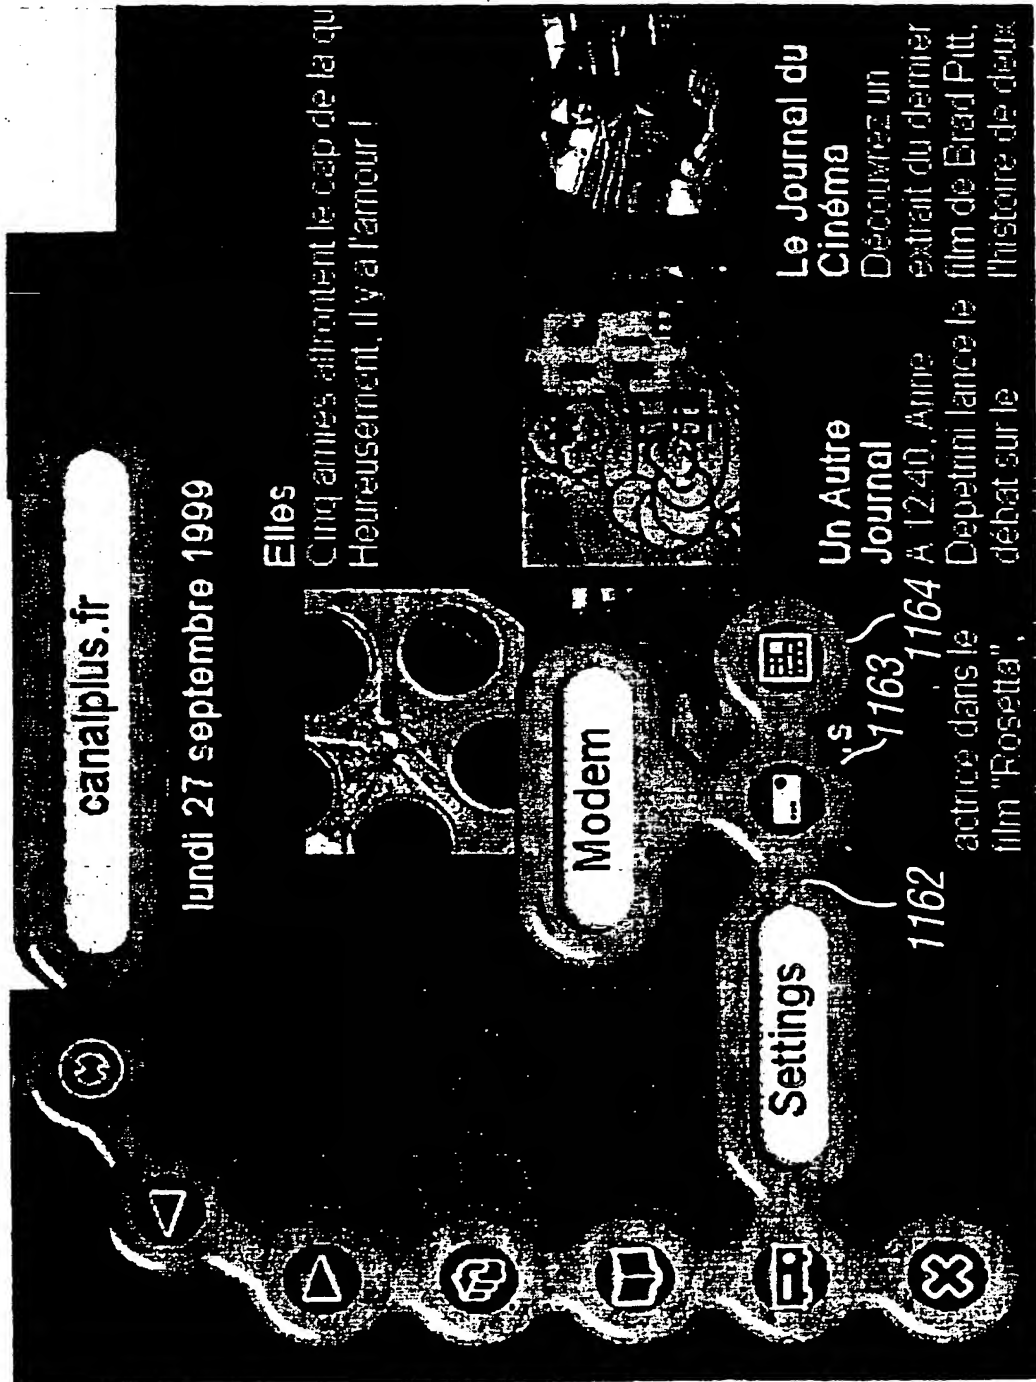 canalplus.fr
lundi 27 septembre 1999
Elles
Cinq amies affrontent le cap de la qu
Heureusement, il y a l'amour !
Modem
Settings
,s
actrice dans le
film "Rosetta",
Un Autre
Journal
A 12:40, Anne
Depetrini lance le
débat sur le
Le Journal du
Cinéma
Découvrez un
extrait du dernier
film de Brad Pitt,
l'histoire de deux
1162
1163
1164